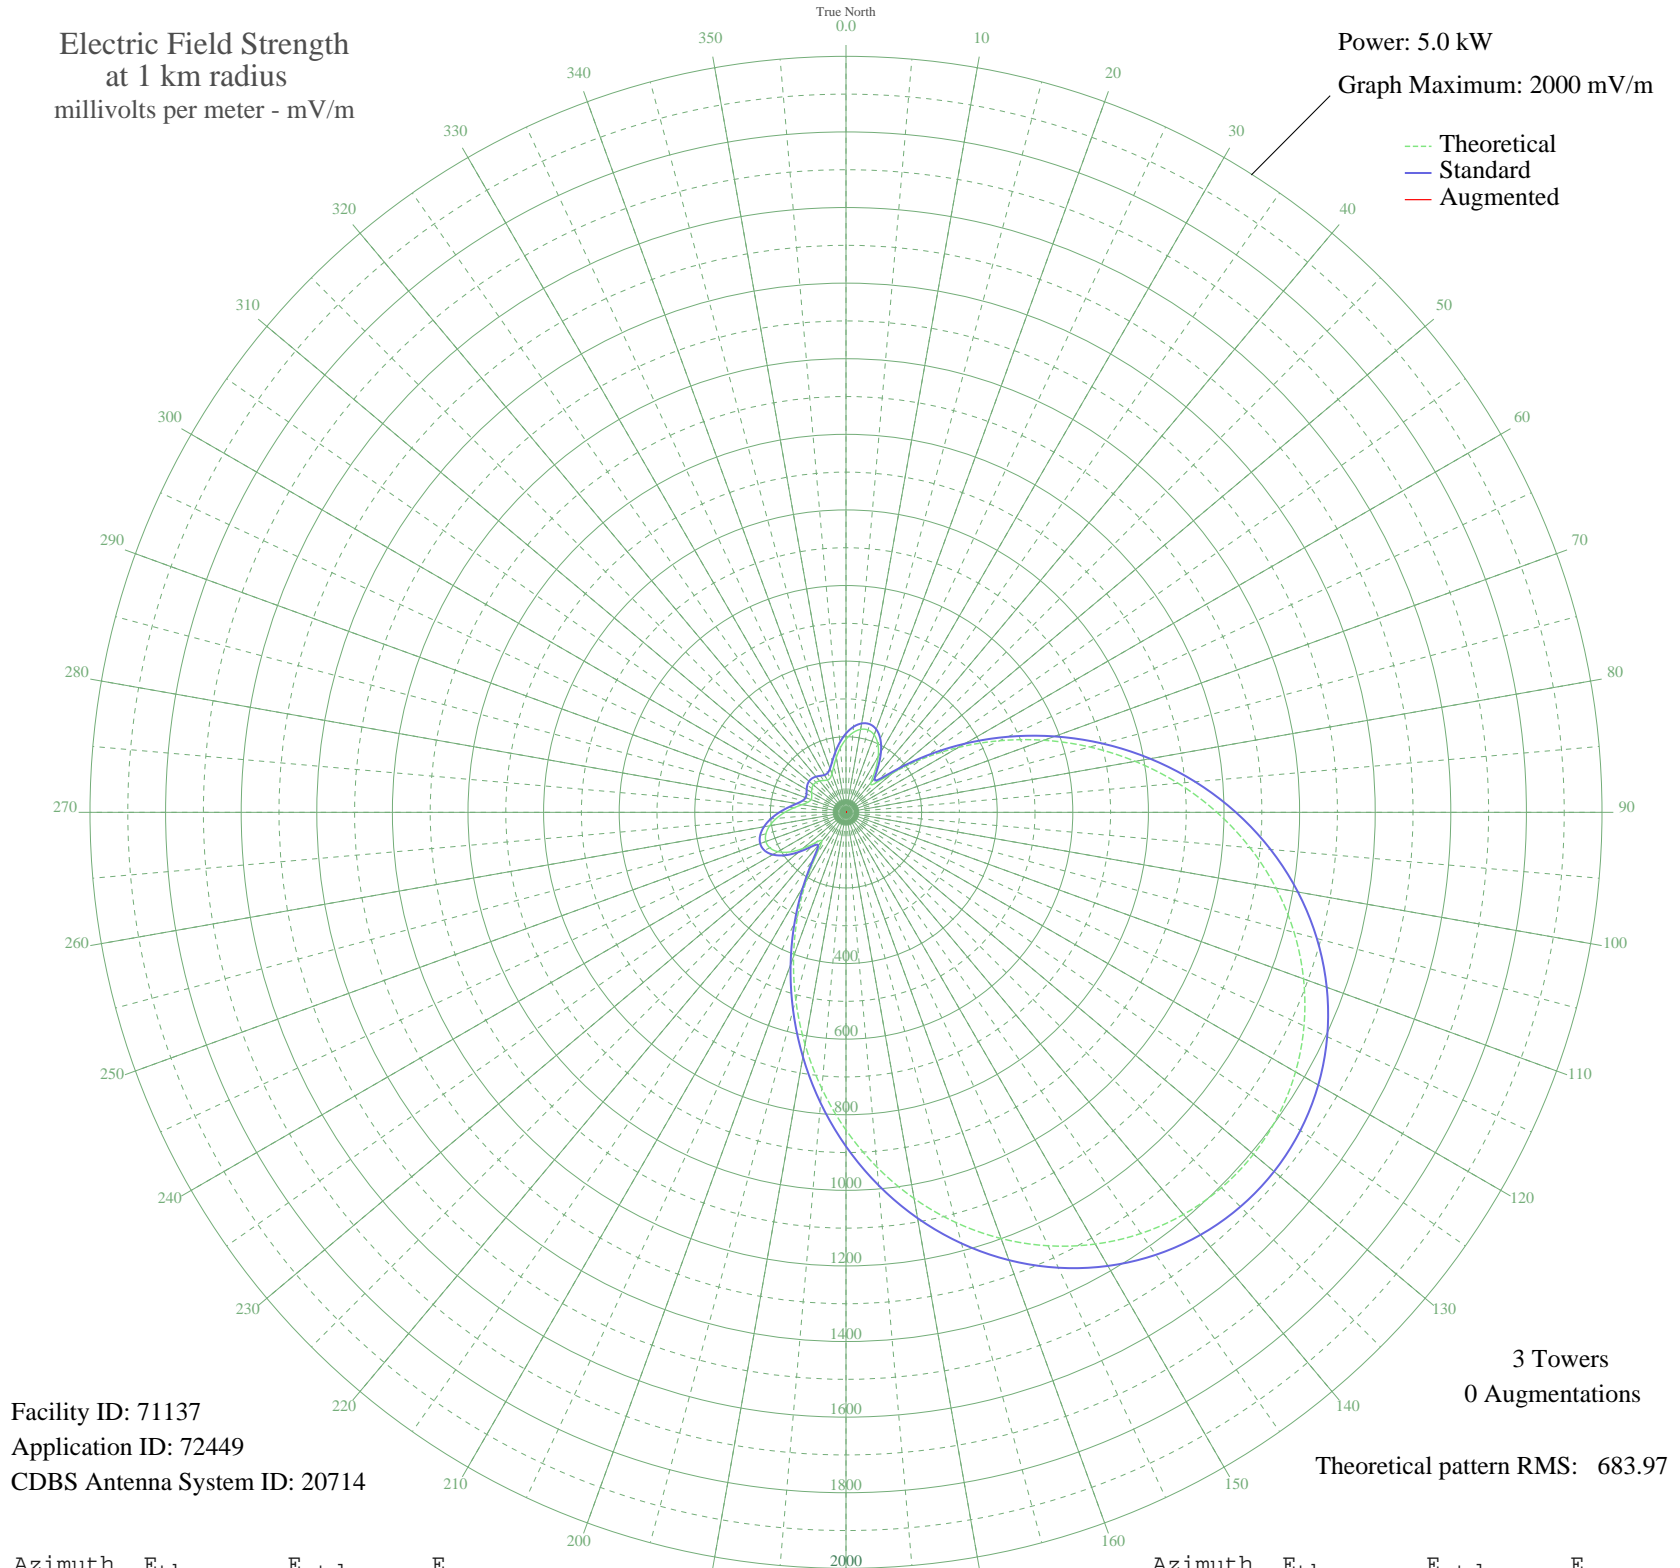 True North
0.0
Electric Field Strength
at 1 km radius
millivolts per meter - mV/m
Power: 5.0 kW
Graph Maximum: 2000 mV/m
Theoretical
Standard
Augmented
350
10
340
20
330
30
320
40
310
50
300
60
290
70
280
80
270
90
260
100
250
110
240
120
230
130
220
140
210
150
200
160
400
600
800
1000
1200
1400
1600
1800
2000
3 Towers
0 Augmentations
Theoretical pattern RMS: 683.97
Facility ID: 71137
Application ID: 72449
CDBS Antenna System ID: 20714
Azimuth E E E
Azimuth E E E